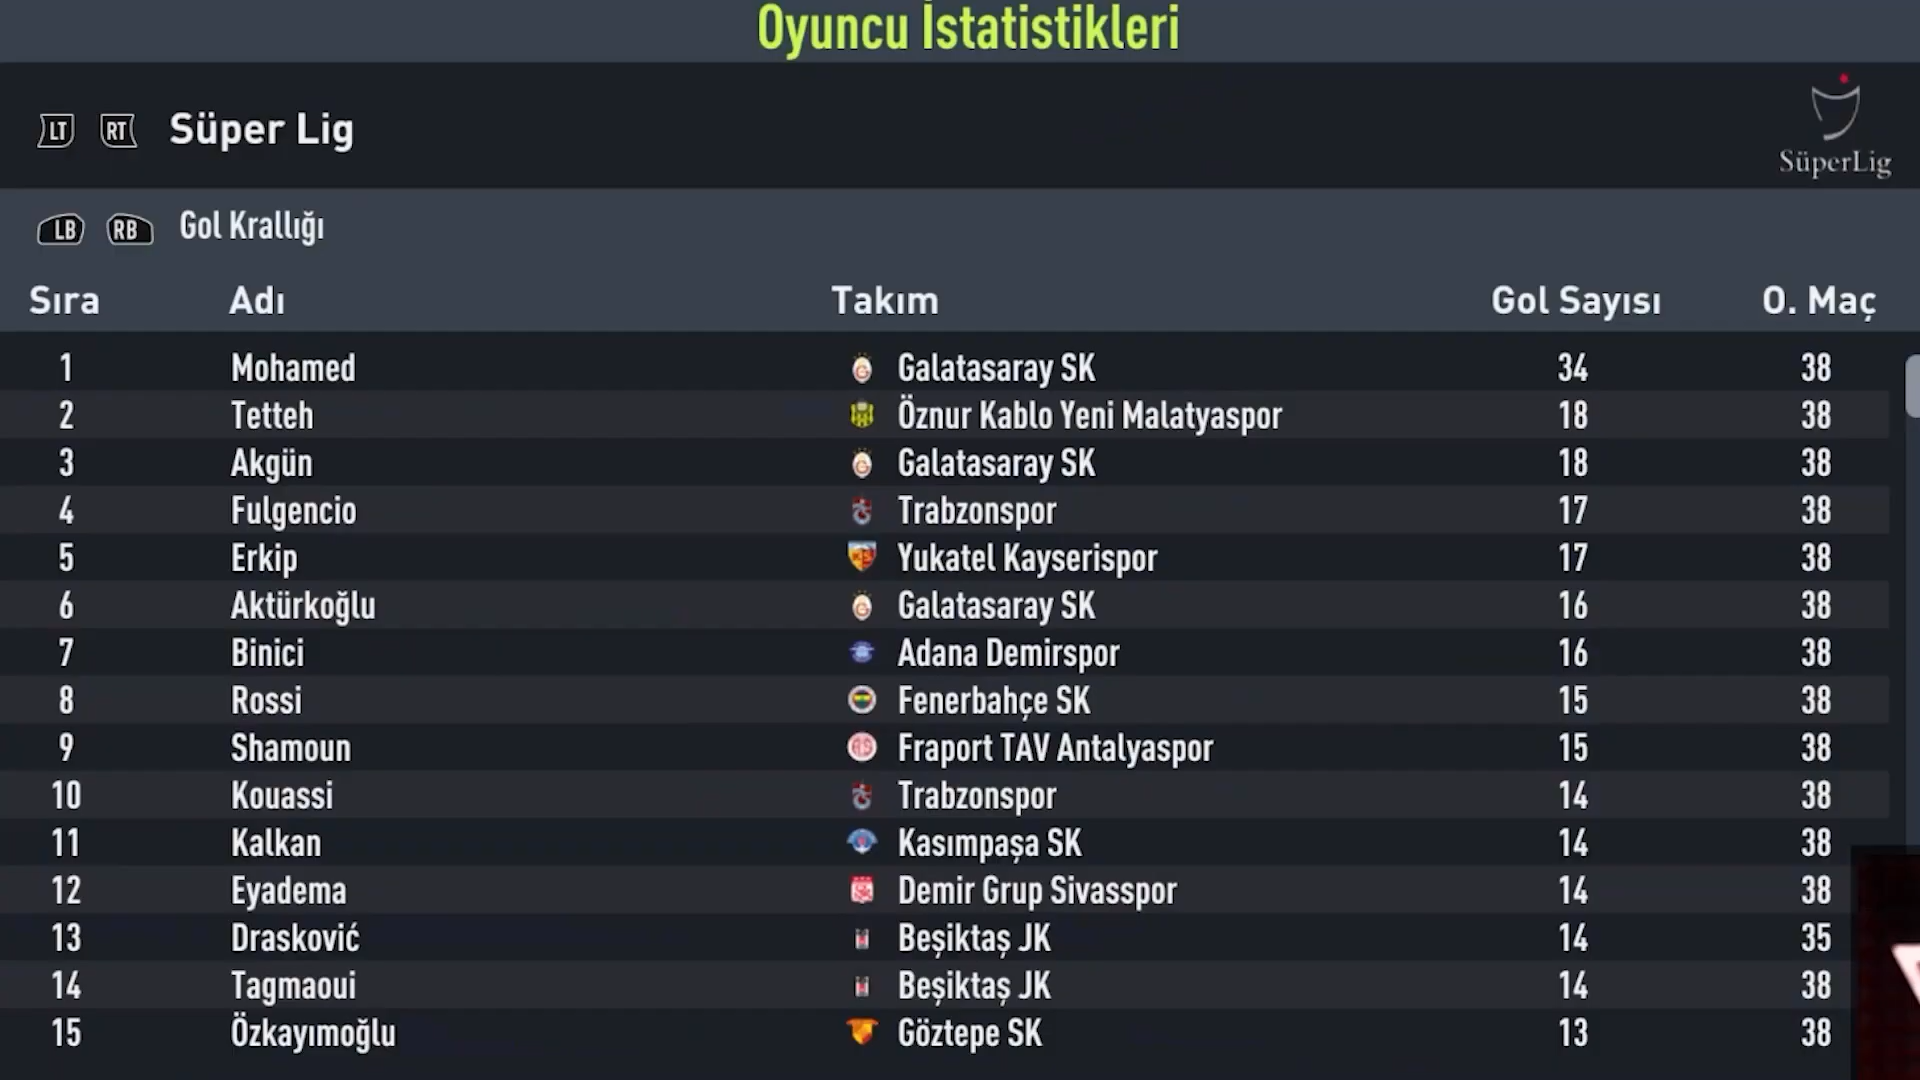 Oyuncu İstatistikleri
LT RT Süper Lig
SüperLig
LB RB Gol Krallığı
Sıra Adı Takım Gol Sayısı O. Maç
1 Mohamed Galatasaray SK 34 38
2 Tetteh Öznur Kablo Yeni Malatyaspor 18 38
3 Akgün Galatasaray SK 18 38
4 Fulgencio Trabzonspor 17 38
5 Erkip Yukatel Kayserispor 17 38
6 Aktürkoğlu Galatasaray SK 16 38
7 Binici Adana Demirspor 16 38
8 Rossi Fenerbahçe SK 15 38
9 Shamoun Fraport TAV Antalyaspor 15 38
10 Kouassi Trabzonspor 14 38
11 Kalkan Kasımpaşa SK 14 38
12 Eyadema Demir Grup Sivasspor 14 38
13 Drasković Beşiktaş JK 14 35
14 Tagmaoui Beşiktaş JK 14 38
15 Özkayımoğlu Göztepe SK 13 38